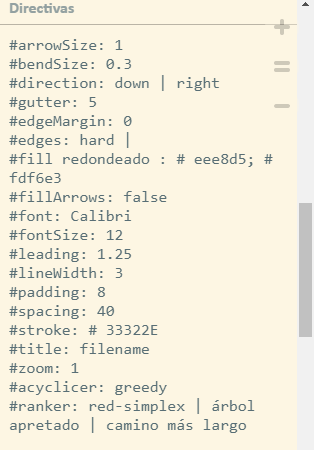 Directivas
#arrowSize: 1
#bendSize: 0.3
#direction: down | right
#gutter: 5
#edgeMargin: 0
#edges: hard |
#fill redondeado : # eee8d5; #
fdf6e3
#fillArrows: false
#font: Calibri
#fontSize: 12
#leading: 1.25
#lineWidth: 3
#padding: 8
#spacing: 40
#stroke: # 33322E
#title: filename
#zoom: 1
#acyclicer: greedy
#ranker: red-simplex | árbol
apretado | camino más largo